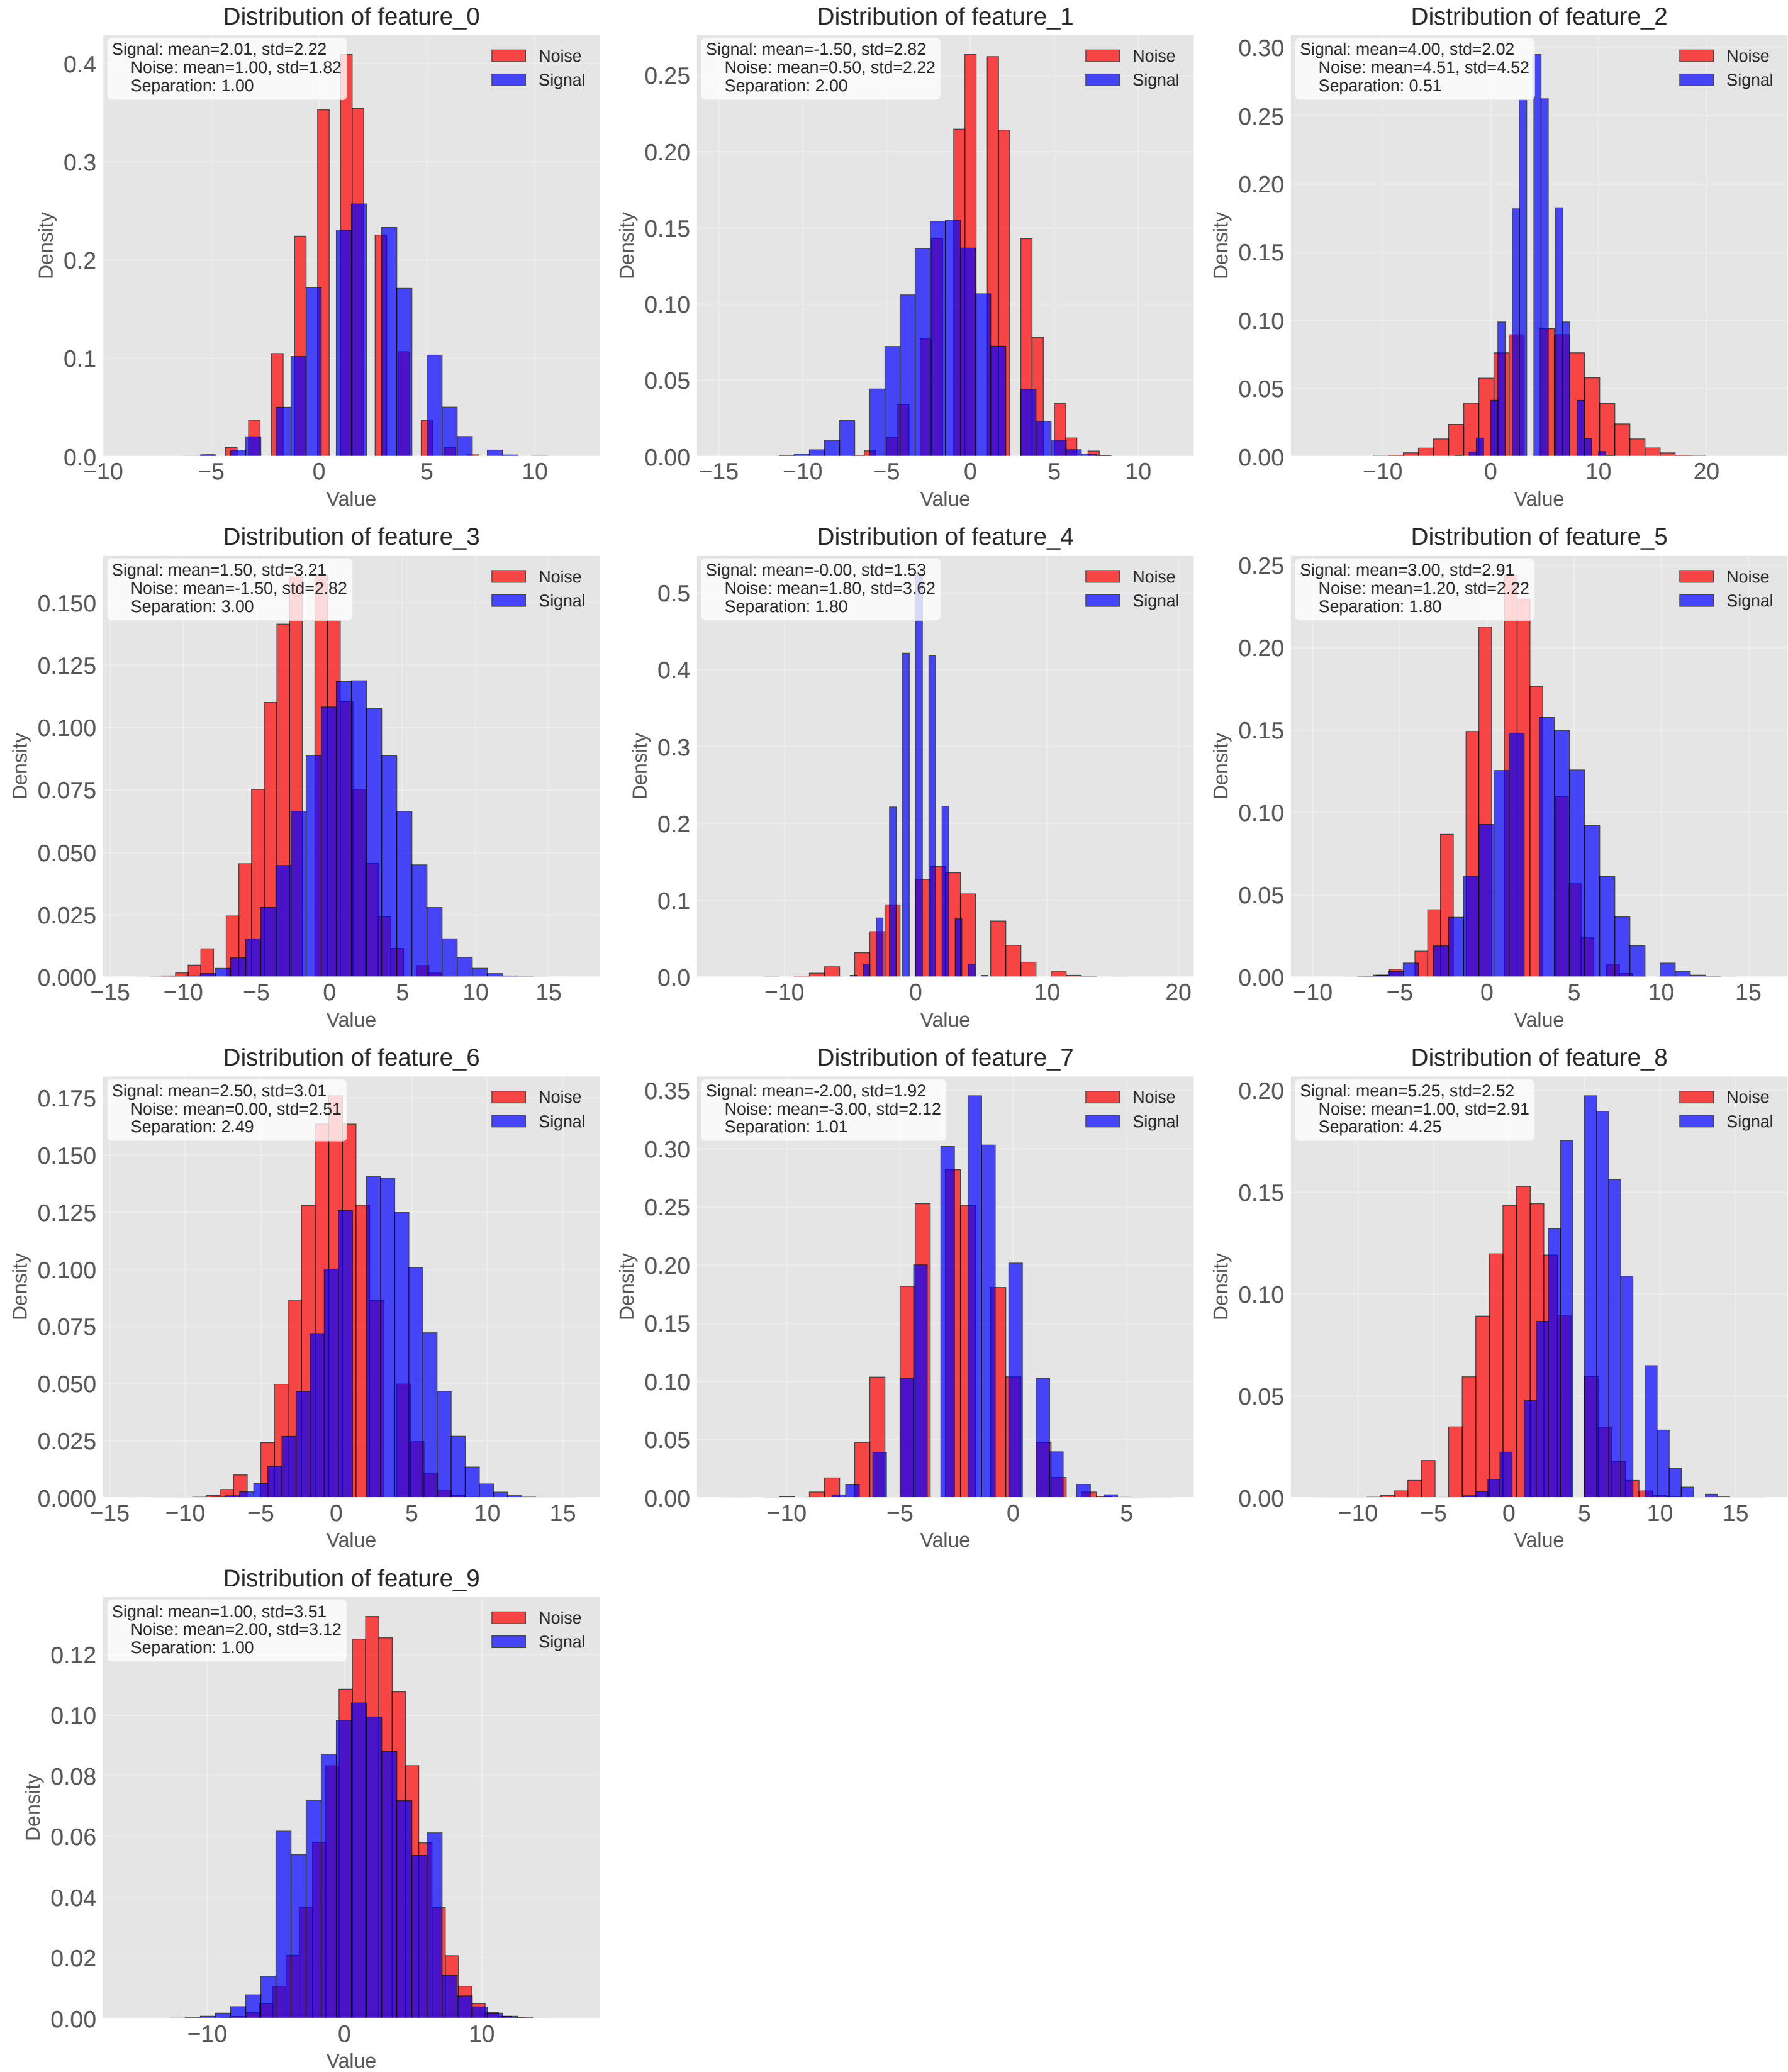 Distribution of feature_0
Signal: mean=2.01, std=2.22
Noise: mean=1.00, std=1.82
Separation: 1.00
Noise
Signal
Density
0.4
0.3
0.2
0.1
0.0
−10
−5
0
5
10
Value
Distribution of feature_1
Signal: mean=-1.50, std=2.82
Noise: mean=0.50, std=2.22
Separation: 2.00
Noise
Signal
Density
0.25
0.20
0.15
0.10
0.05
0.00
−15
−10
−5
0
5
10
Value
Distribution of feature_2
Signal: mean=4.00, std=2.02
Noise: mean=4.51, std=4.52
Separation: 0.51
Noise
Signal
Density
0.30
0.25
0.20
0.15
0.10
0.05
0.00
−10
0
10
20
Value
Distribution of feature_3
Signal: mean=1.50, std=3.21
Noise: mean=-1.50, std=2.82
Separation: 3.00
Noise
Signal
Density
0.150
0.125
0.100
0.075
0.050
0.025
0.000
−15
−10
−5
0
5
10
15
Value
Distribution of feature_4
Signal: mean=-0.00, std=1.53
Noise: mean=1.80, std=3.62
Separation: 1.80
Noise
Signal
Density
0.5
0.4
0.3
0.2
0.1
0.0
−10
0
10
20
Value
Distribution of feature_5
Signal: mean=3.00, std=2.91
Noise: mean=1.20, std=2.22
Separation: 1.80
Noise
Signal
Density
0.25
0.20
0.15
0.10
0.05
0.00
−10
−5
0
5
10
15
Value
Distribution of feature_6
Signal: mean=2.50, std=3.01
Noise: mean=0.00, std=2.51
Separation: 2.49
Noise
Signal
Density
0.175
0.150
0.125
0.100
0.075
0.050
0.025
0.000
−15
−10
−5
0
5
10
15
Value
Distribution of feature_7
Signal: mean=-2.00, std=1.92
Noise: mean=-3.00, std=2.12
Separation: 1.01
Noise
Signal
Density
0.35
0.30
0.25
0.20
0.15
0.10
0.05
0.00
−10
−5
0
5
Value
Distribution of feature_8
Signal: mean=5.25, std=2.52
Noise: mean=1.00, std=2.91
Separation: 4.25
Noise
Signal
Density
0.20
0.15
0.10
0.05
0.00
−10
−5
0
5
10
15
Value
Distribution of feature_9
Signal: mean=1.00, std=3.51
Noise: mean=2.00, std=3.12
Separation: 1.00
Noise
Signal
Density
0.12
0.10
0.08
0.06
0.04
0.02
0.00
−10
0
10
Value